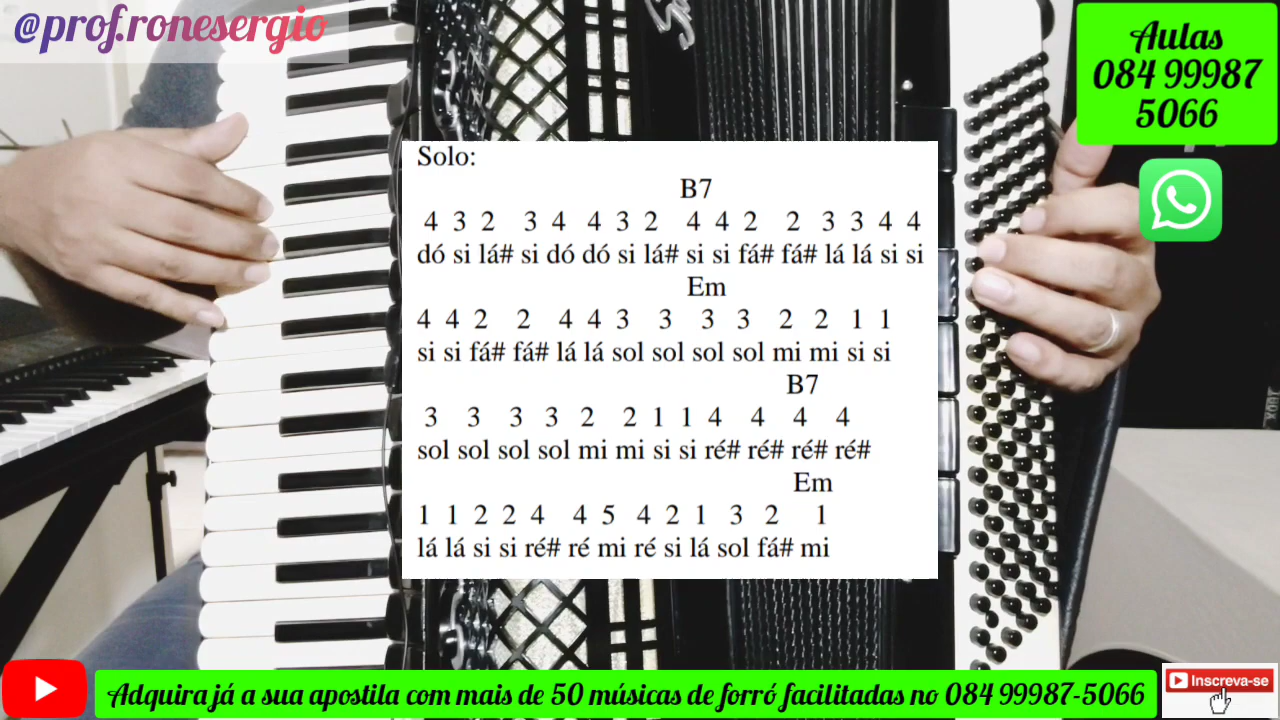 @prof.ronesergio
Aulas
084 99987
5066
Solo:
B7
4 3 2 3 4 4 3 2 4 4 2 2 3 3 4 4
dó si lá# si dó dó si lá# si si fá# fá# lá lá si si
Em
4 4 2 2 4 4 3 3 3 3 2 2 1 1
si si fá# fá# lá lá sol sol sol sol mi mi si si
B7
3 3 3 3 2 2 1 1 4 4 4 4
sol sol sol sol mi mi si si ré# ré# ré# ré#
Em
1 1 2 2 4 4 5 4 2 1 3 2 1
lá lá si si ré# ré mi ré si lá sol fá# mi
Adquira já a sua apostila com mais de 50 músicas de forró facilitadas no 084 99987-5066
Inscreva-se